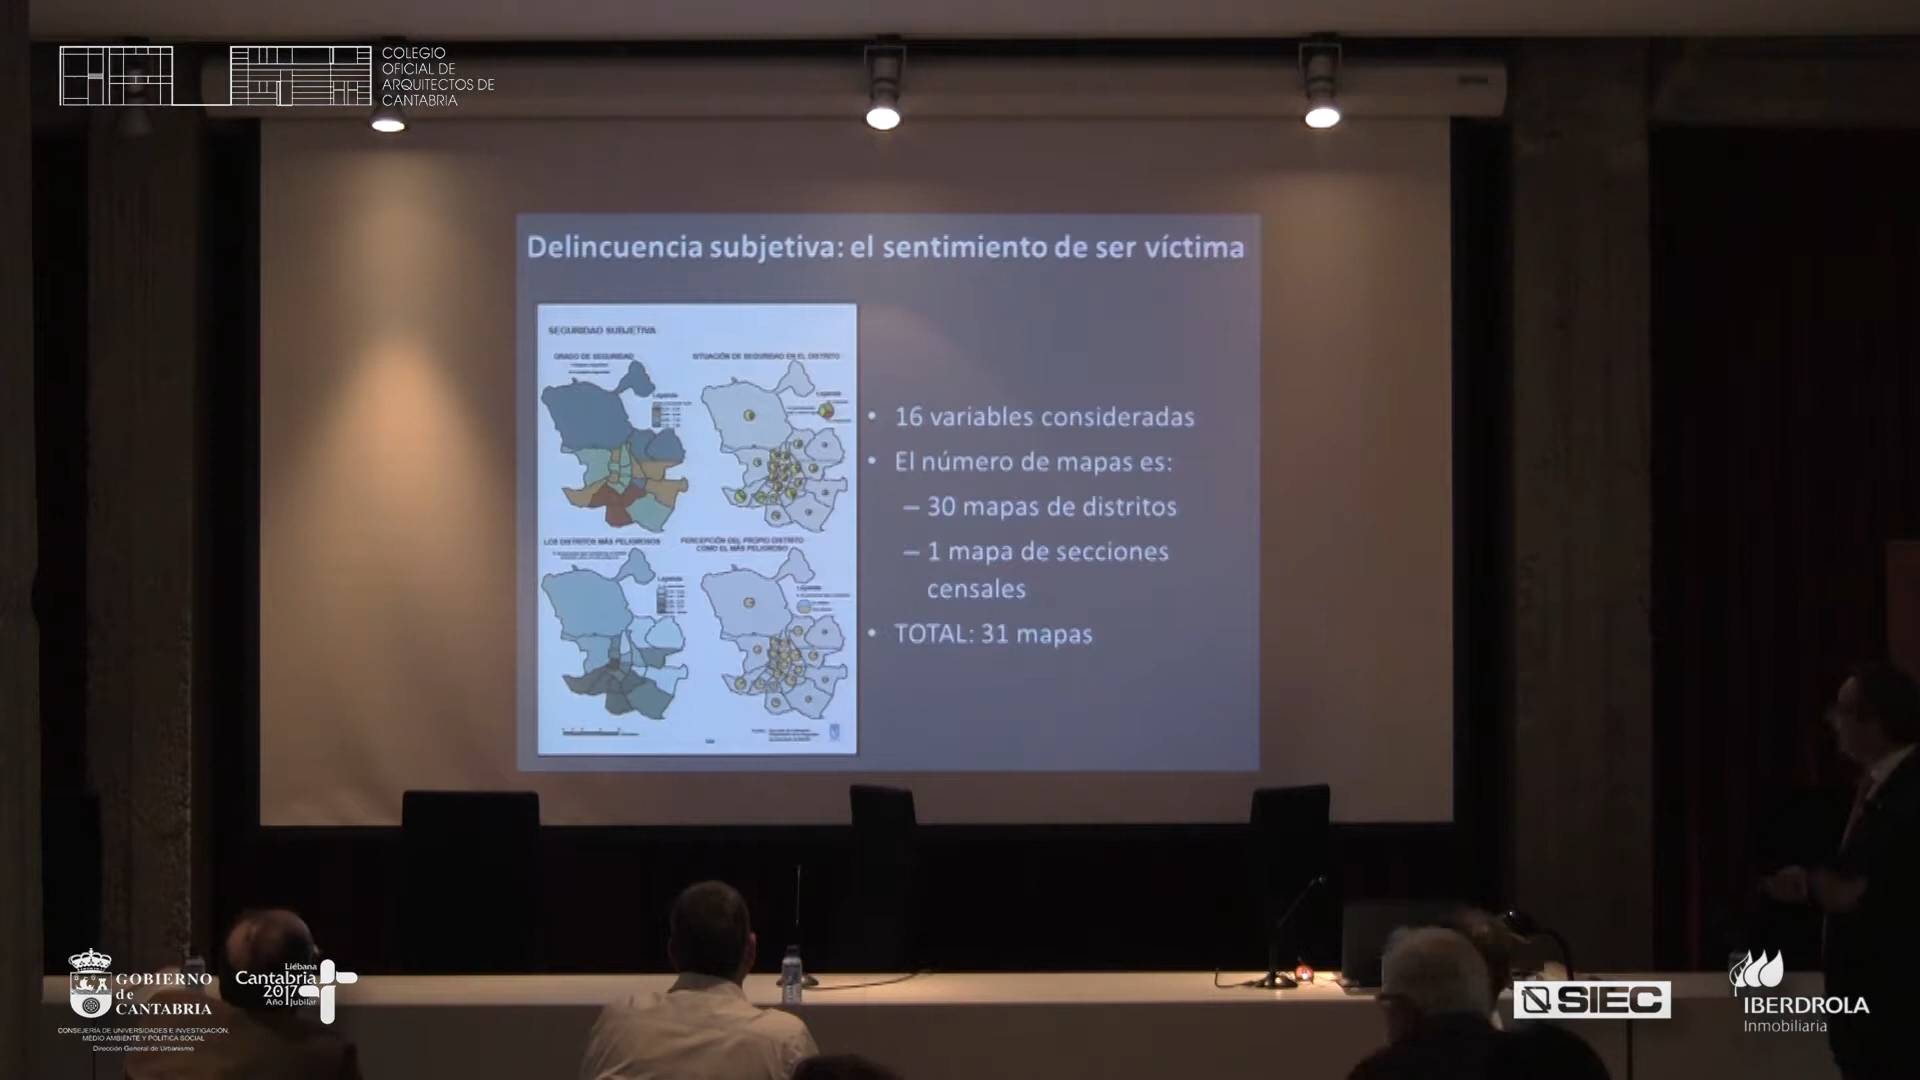 COLEGIO
OFICIAL DE
ARQUITECTOS DE
CANTABRIA
Delincuencia subjetiva: el sentimiento de ser víctima
SEGURIDAD SUBJETIVA
GRADO DE SEGURIDAD
SITUACIÓN DE SEGURIDAD EN EL DISTRITO
Leyenda
Leyenda
LOS DISTRITOS MÁS PELIGROSOS
PERCEPCIÓN DEL PROPIO DISTRITO
COMO EL MÁS PELIGROSO
Leyenda
Leyenda
• 16 variables consideradas
• El número de mapas es:
– 30 mapas de distritos
– 1 mapa de secciones
censales
• TOTAL: 31 mapas
GOBIERNO
de
CANTABRIA
CONSEJERÍA DE UNIVERSIDADES E INVESTIGACIÓN,
MEDIO AMBIENTE Y POLÍTICA SOCIAL
Dirección General de Urbanismo
Liébana
Cantabria
2017
Año Jubilar
SIEC
IBERDROLA
Inmobiliaria